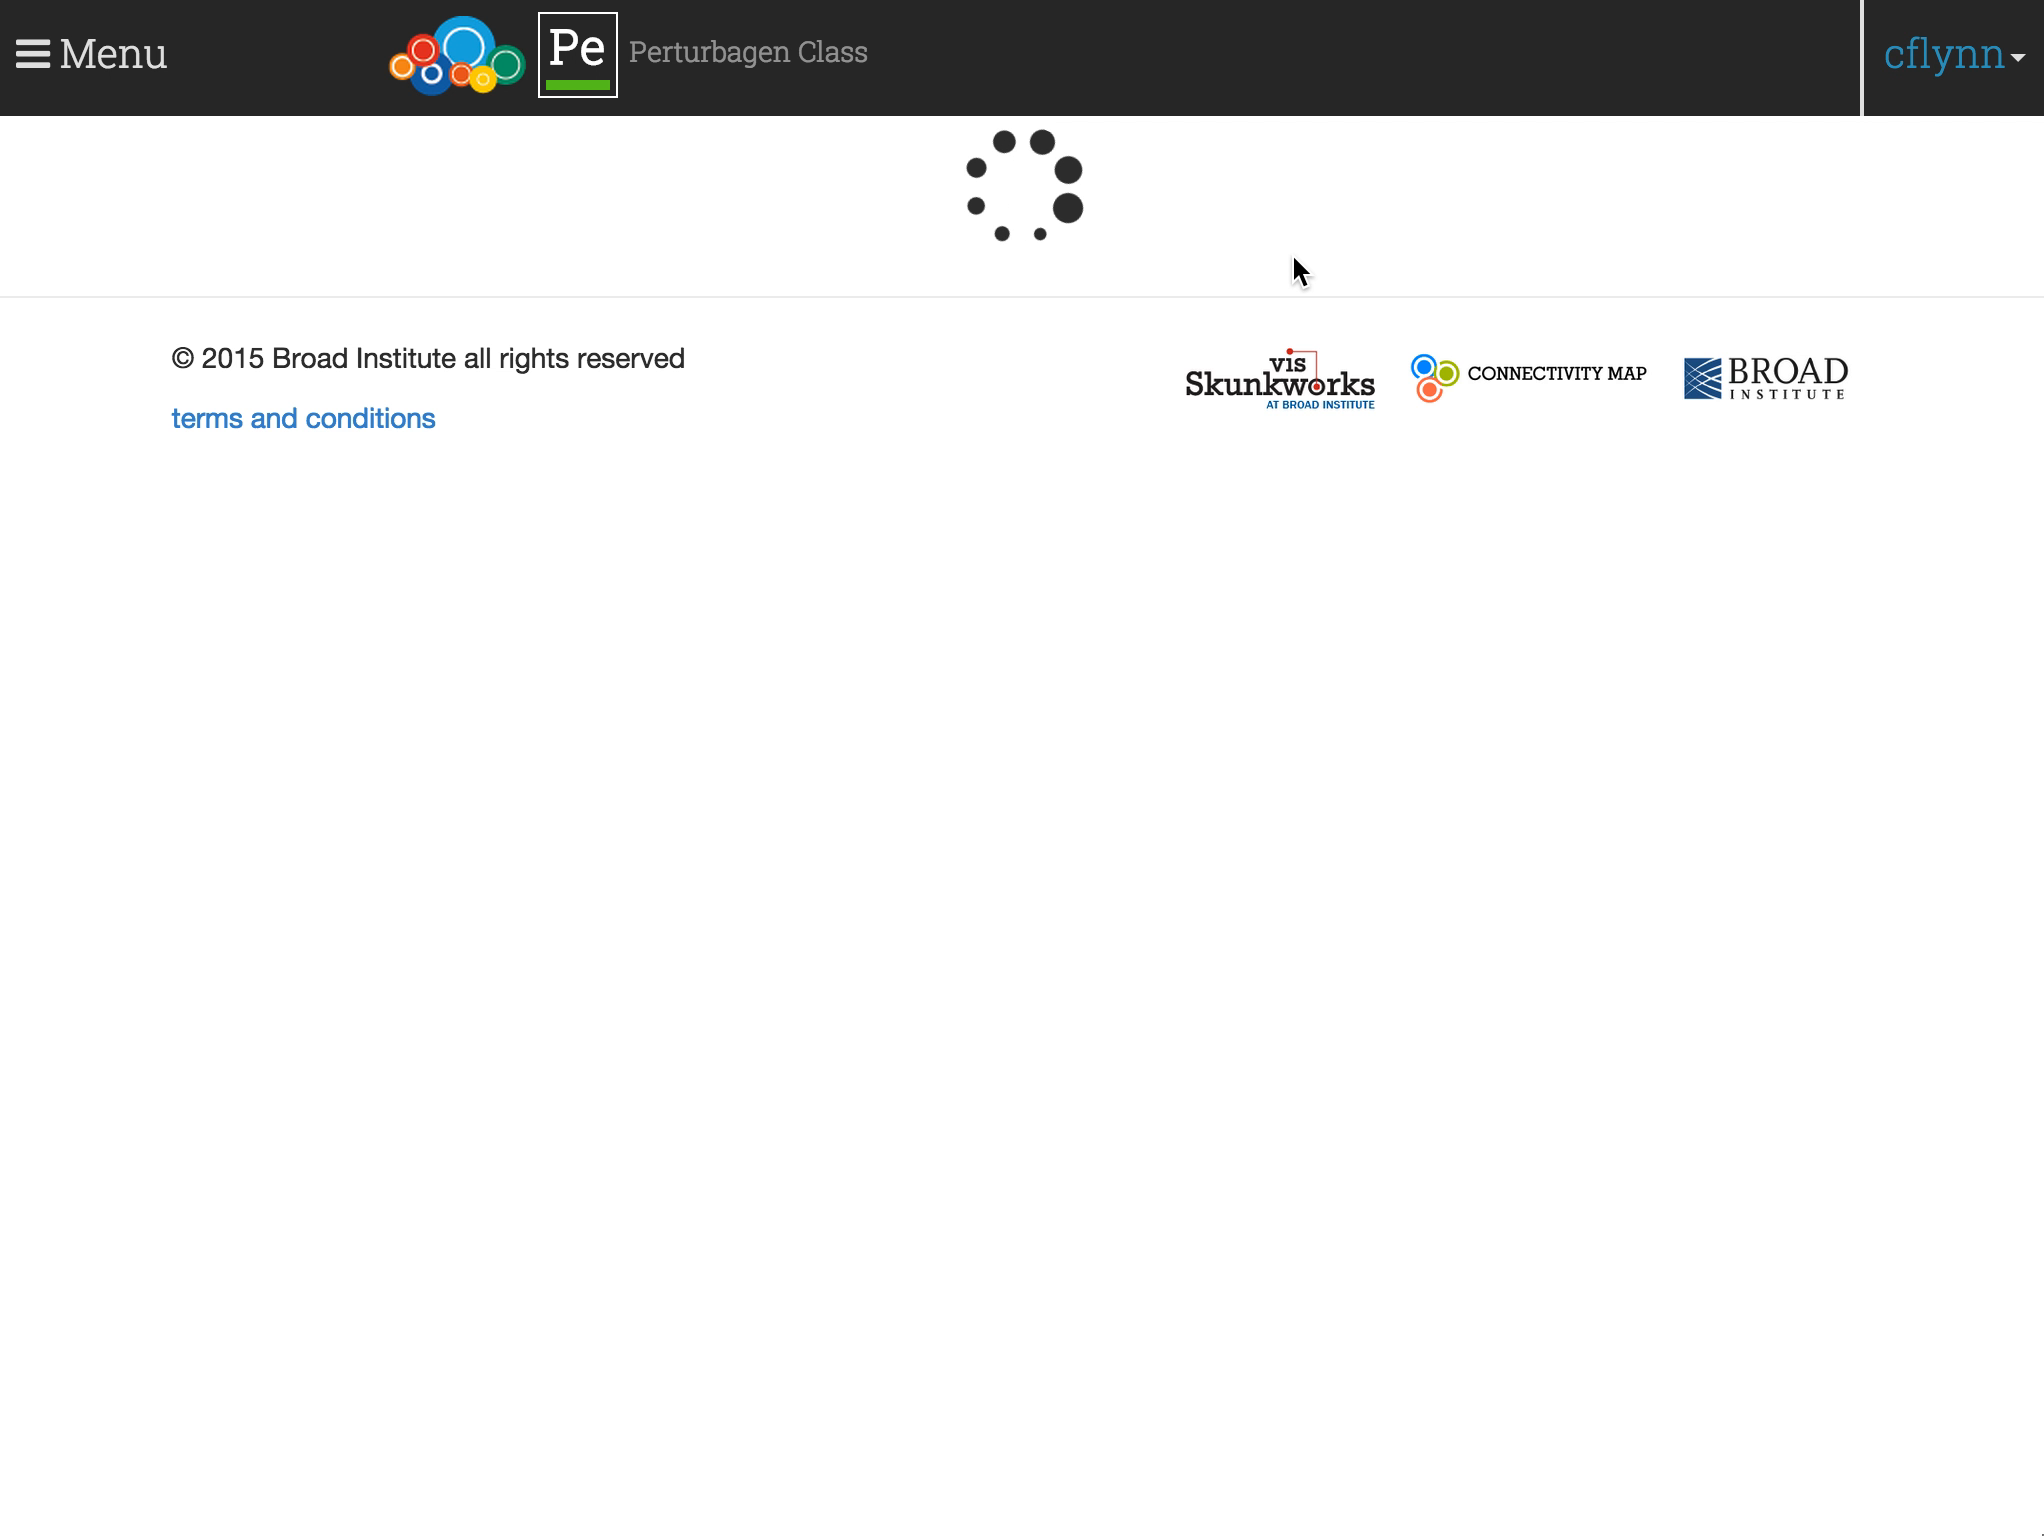 Menu
Pe
Perturbagen Class
cflynn
© 2015 Broad Institute all rights reserved
terms and conditions
vis
Skunkworks
AT BROAD INSTITUTE
CONNECTIVITY MAP
BROAD
INSTITUTE